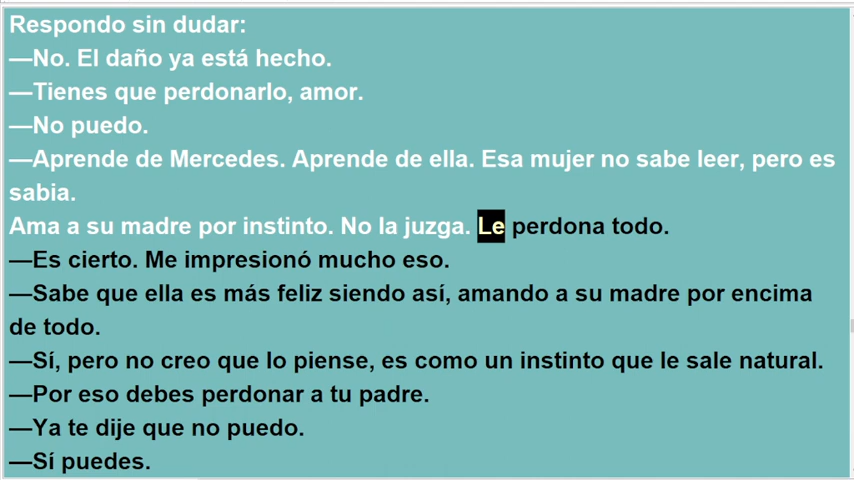 Respondo sin dudar:
—No. El daño ya está hecho.
—Tienes que perdonarlo, amor.
—No puedo.
—Aprende de Mercedes. Aprende de ella. Esa mujer no sabe leer, pero es
sabia.
Ama a su madre por instinto. No la juzga. Le perdona todo.
—Es cierto. Me impresionó mucho eso.
—Sabe que ella es más feliz siendo así, amando a su madre por encima
de todo.
—Sí, pero no creo que lo piense, es como un instinto que le sale natural.
—Por eso debes perdonar a tu padre.
—Ya te dije que no puedo.
—Sí puedes.